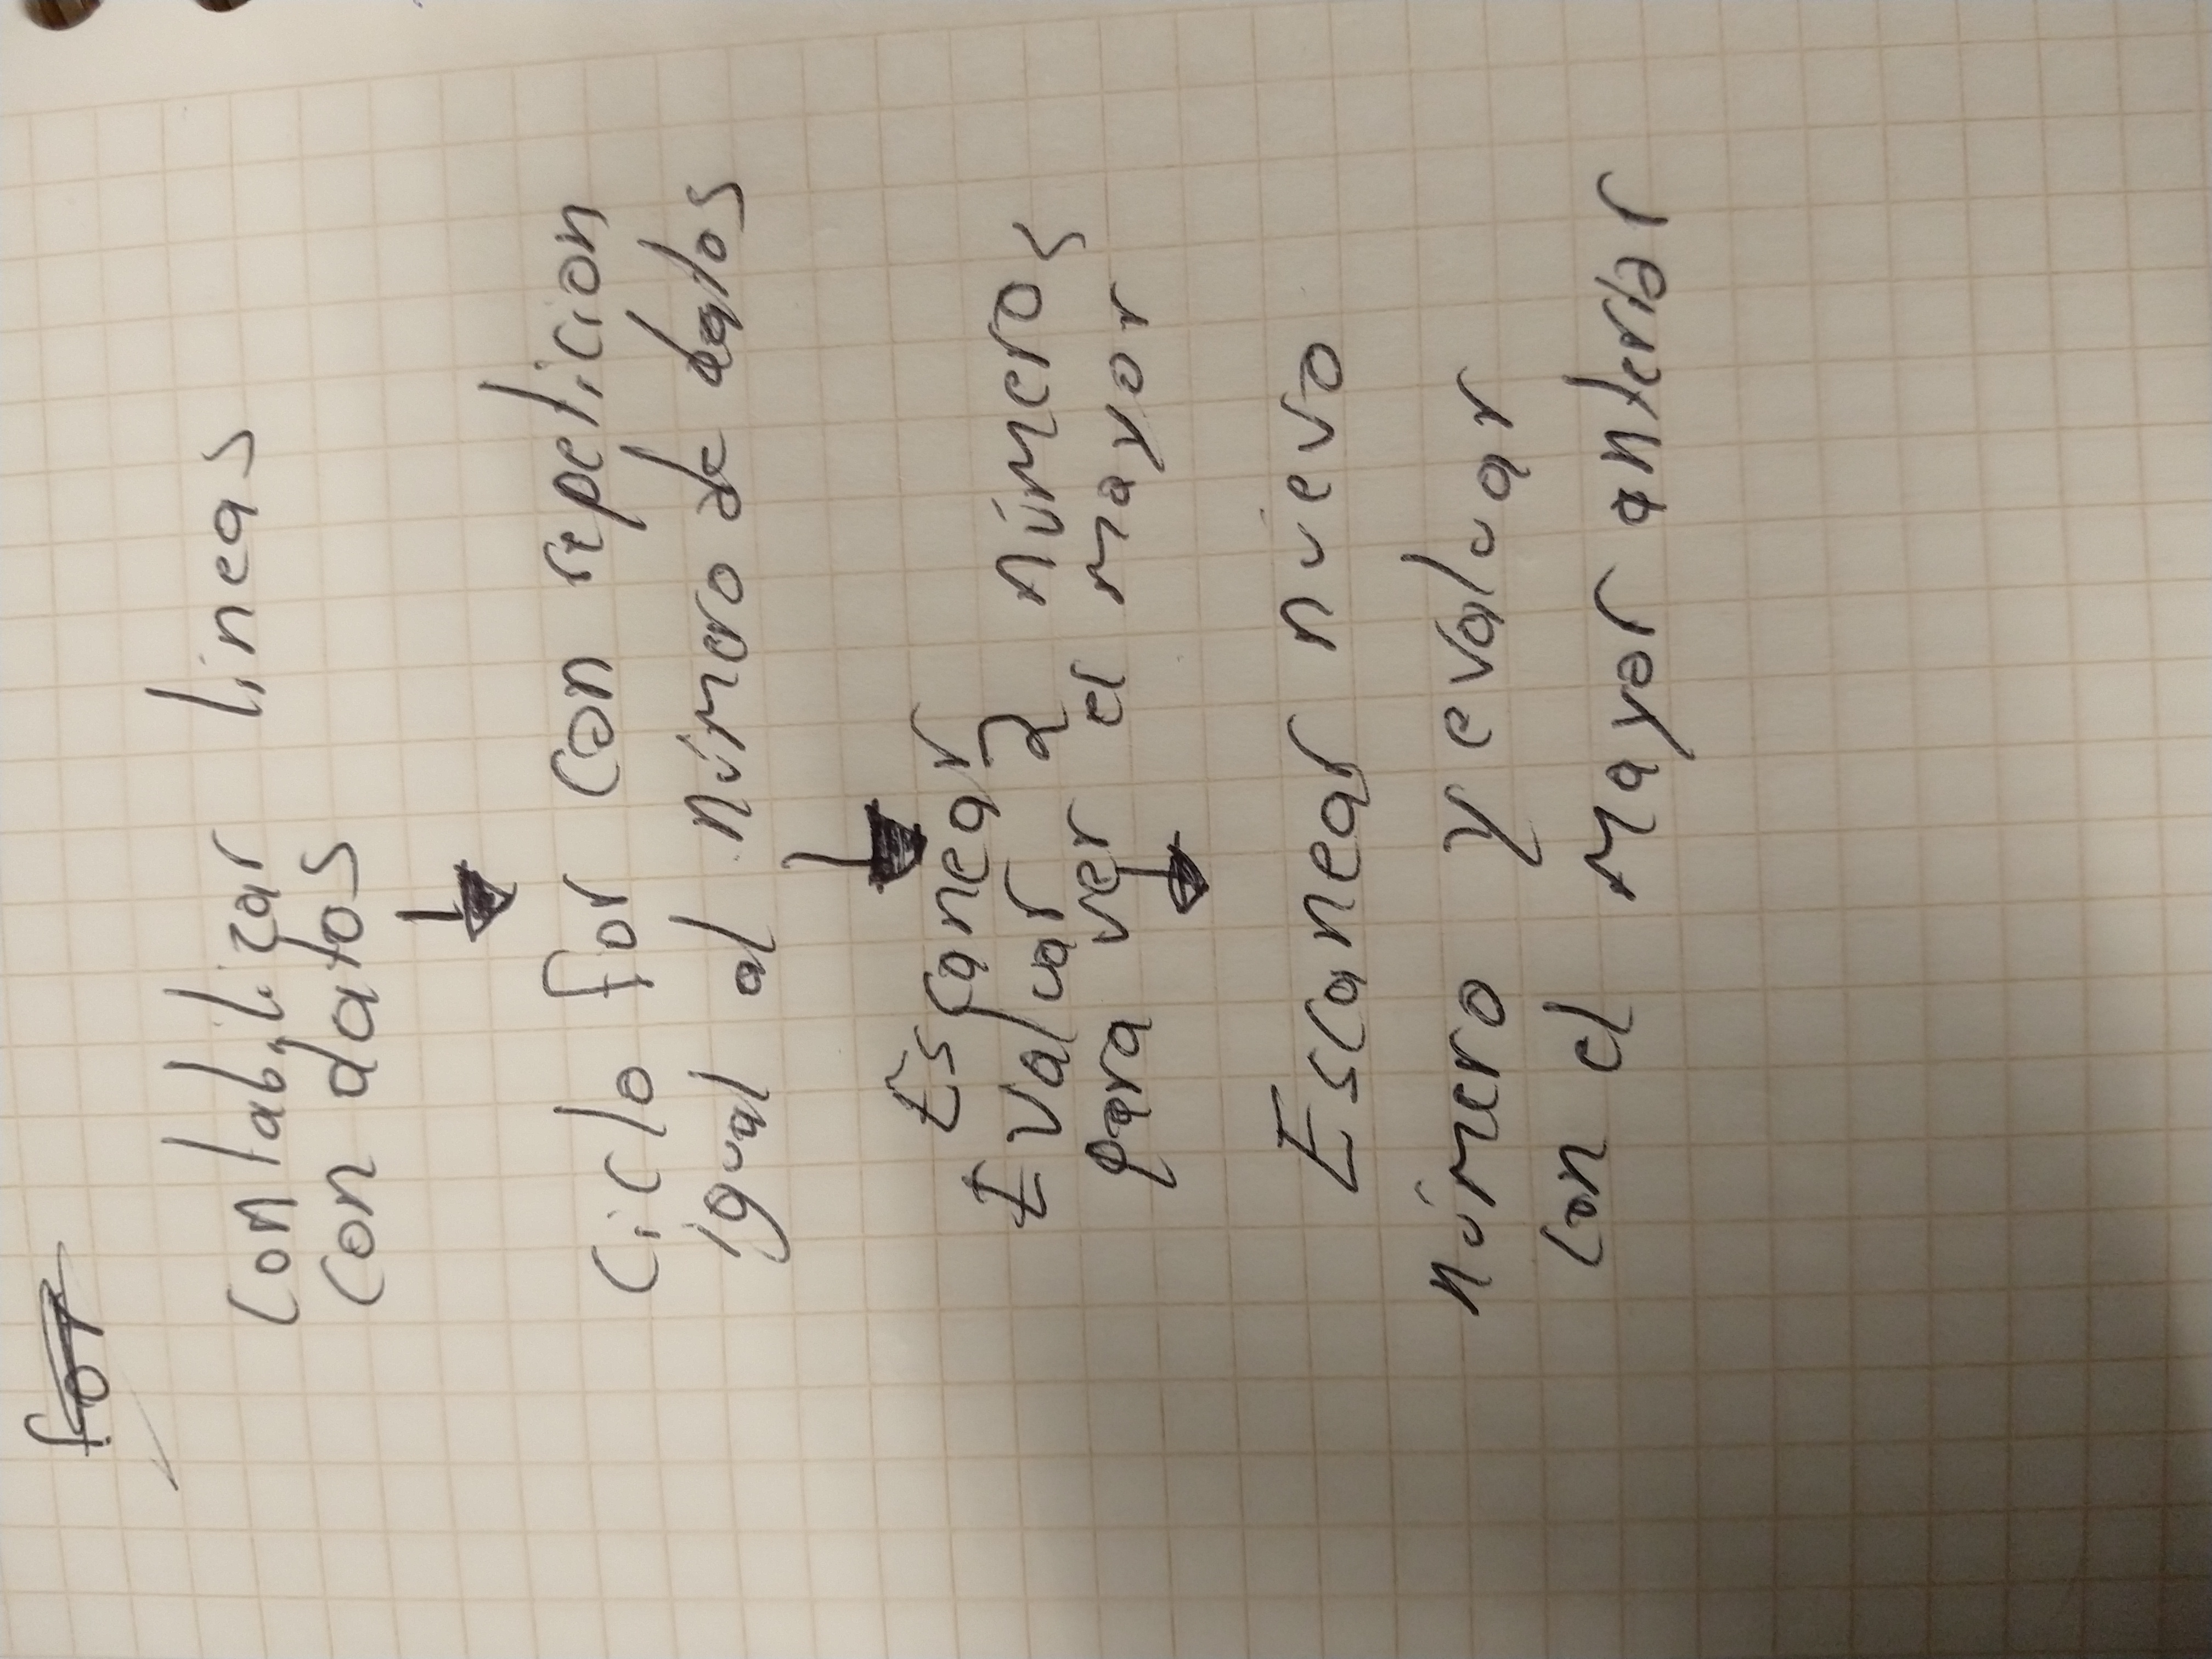 for
contabilizar lineas
con datos
ciclo for con repeticion
igual al número de datos
Escanear
Evaluar 2 números
para ver el mayor
Escanear nuevo
número y evaluar
con el mayor anterior